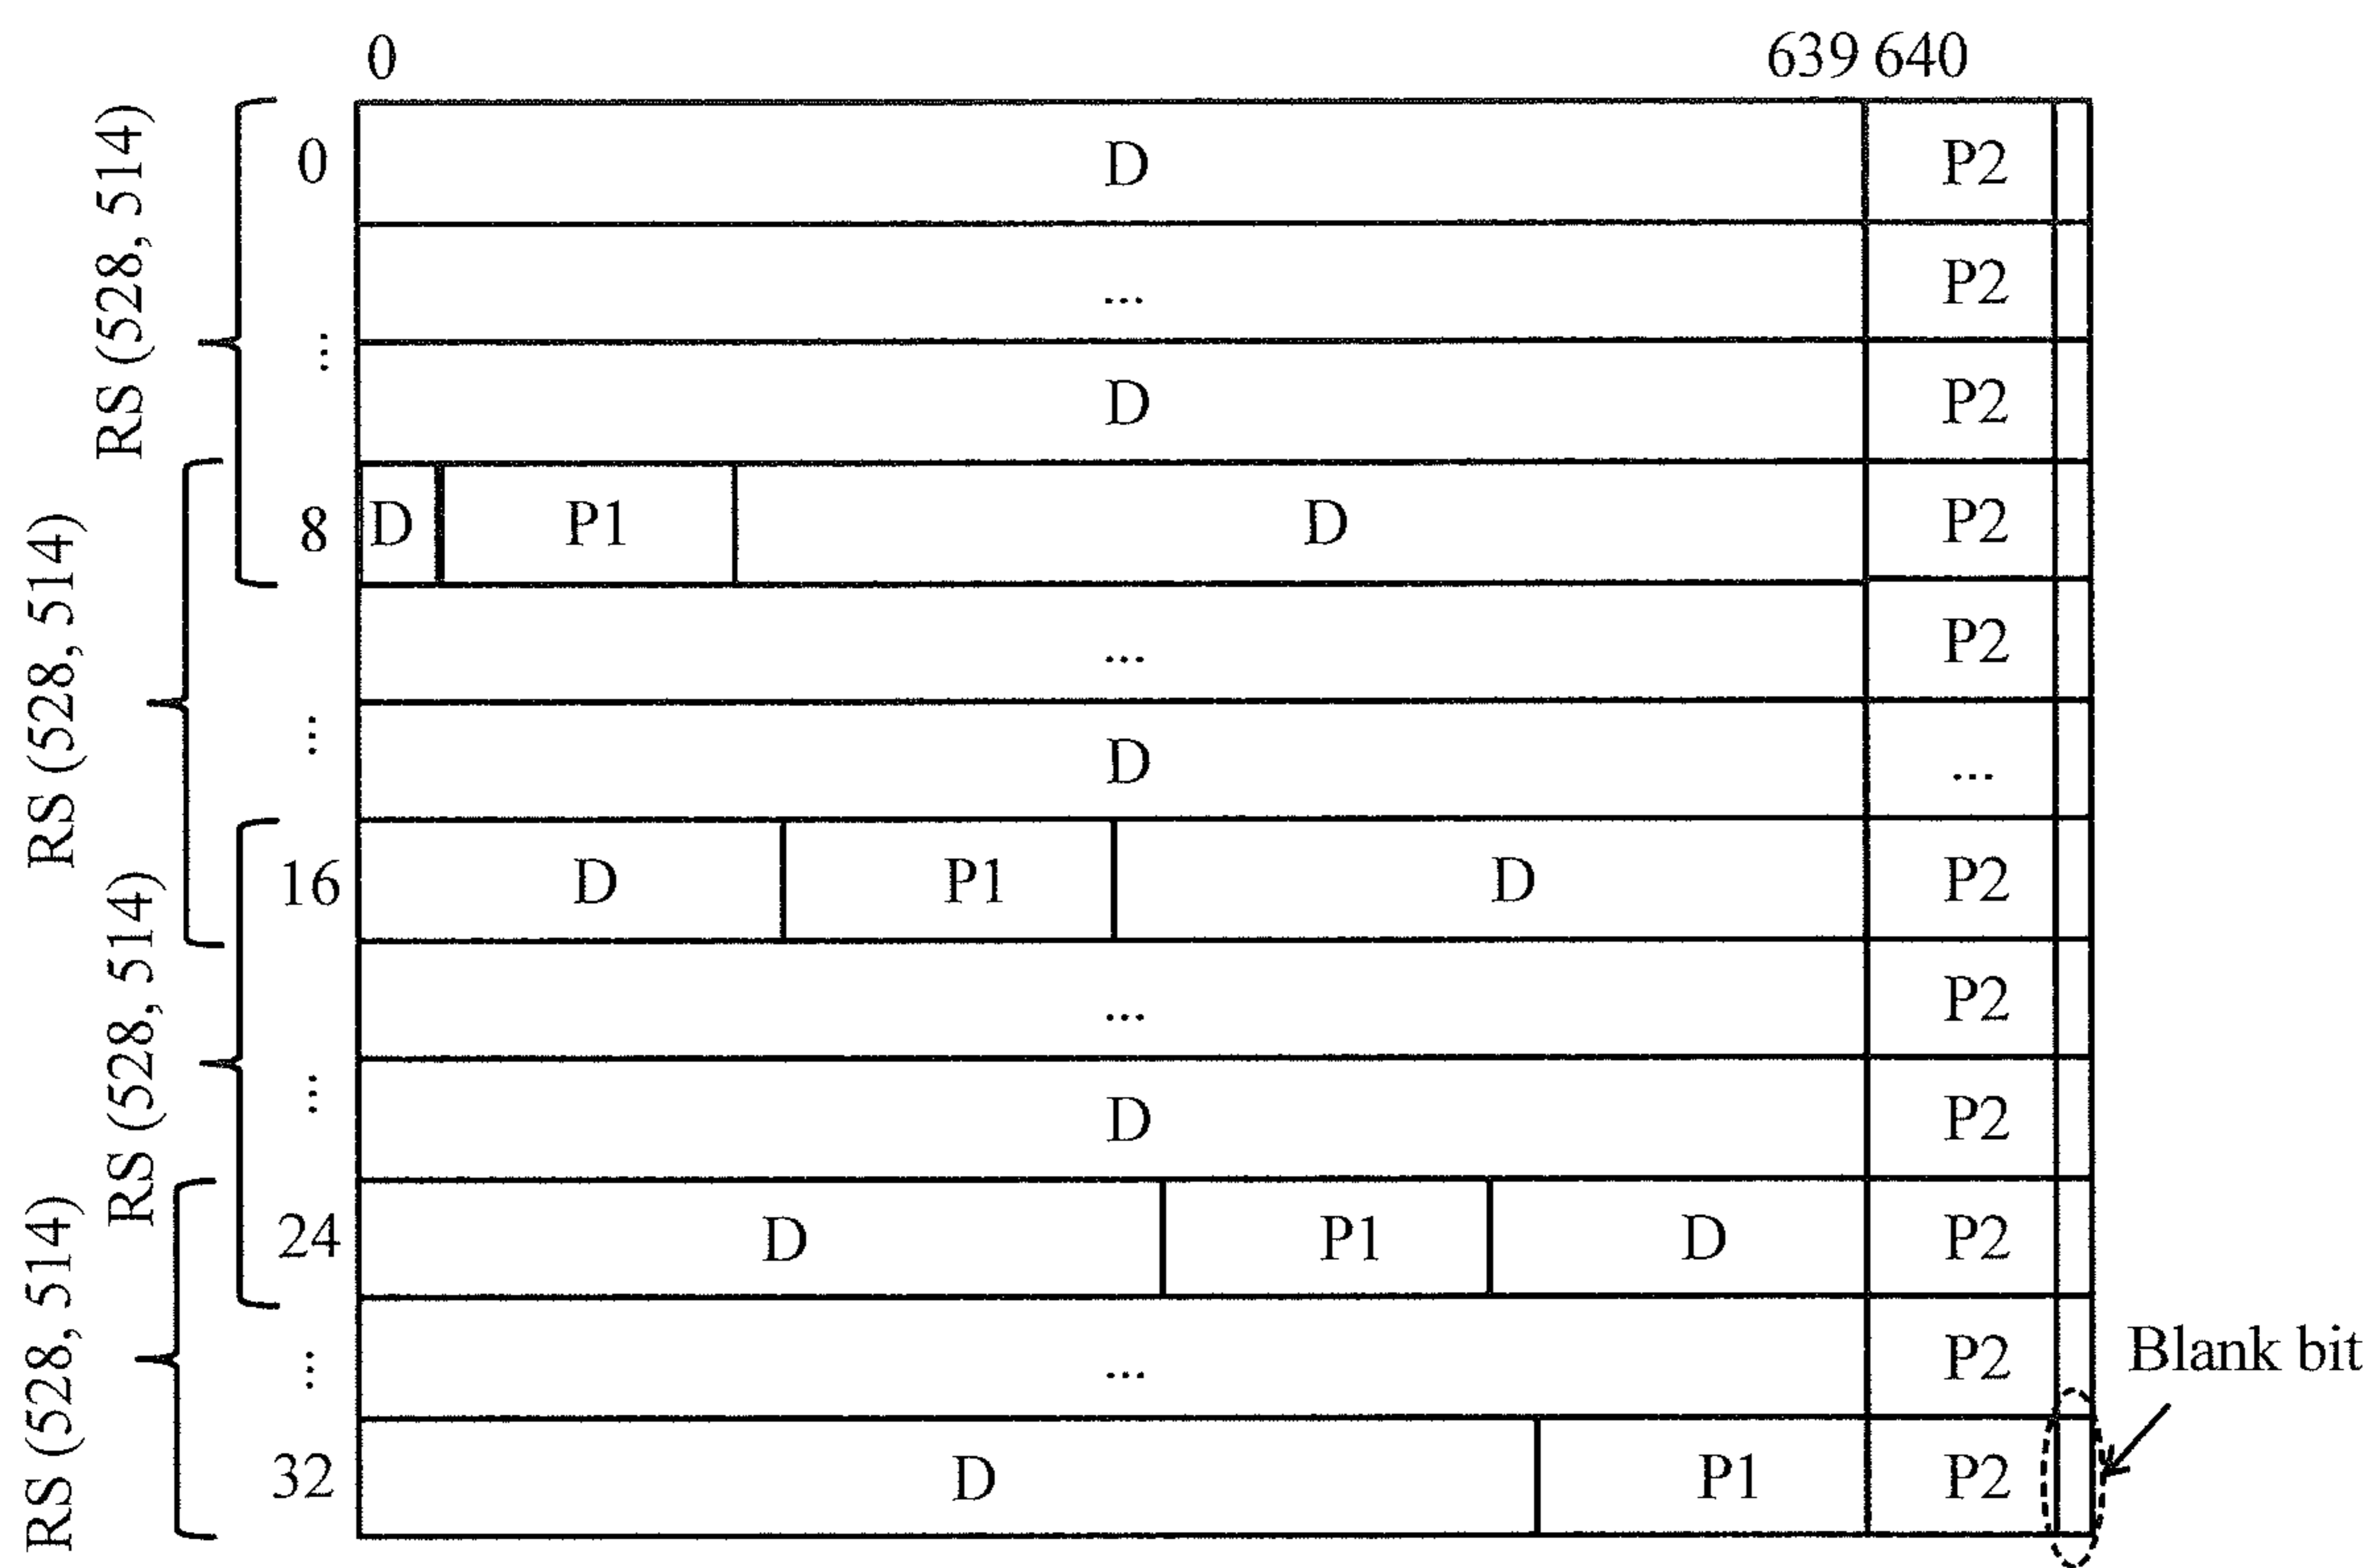 0 639 640
RS (528, 514)
0 D P2
... P2
... D P2
RS (528, 514)
8 D P1 D P2
... P2
... D ...
RS (528, 514)
16 D P1 D P2
... P2
... D P2
RS (528, 514)
24 D P1 D P2
... ... P2
Blank bit
32 D P1 P2